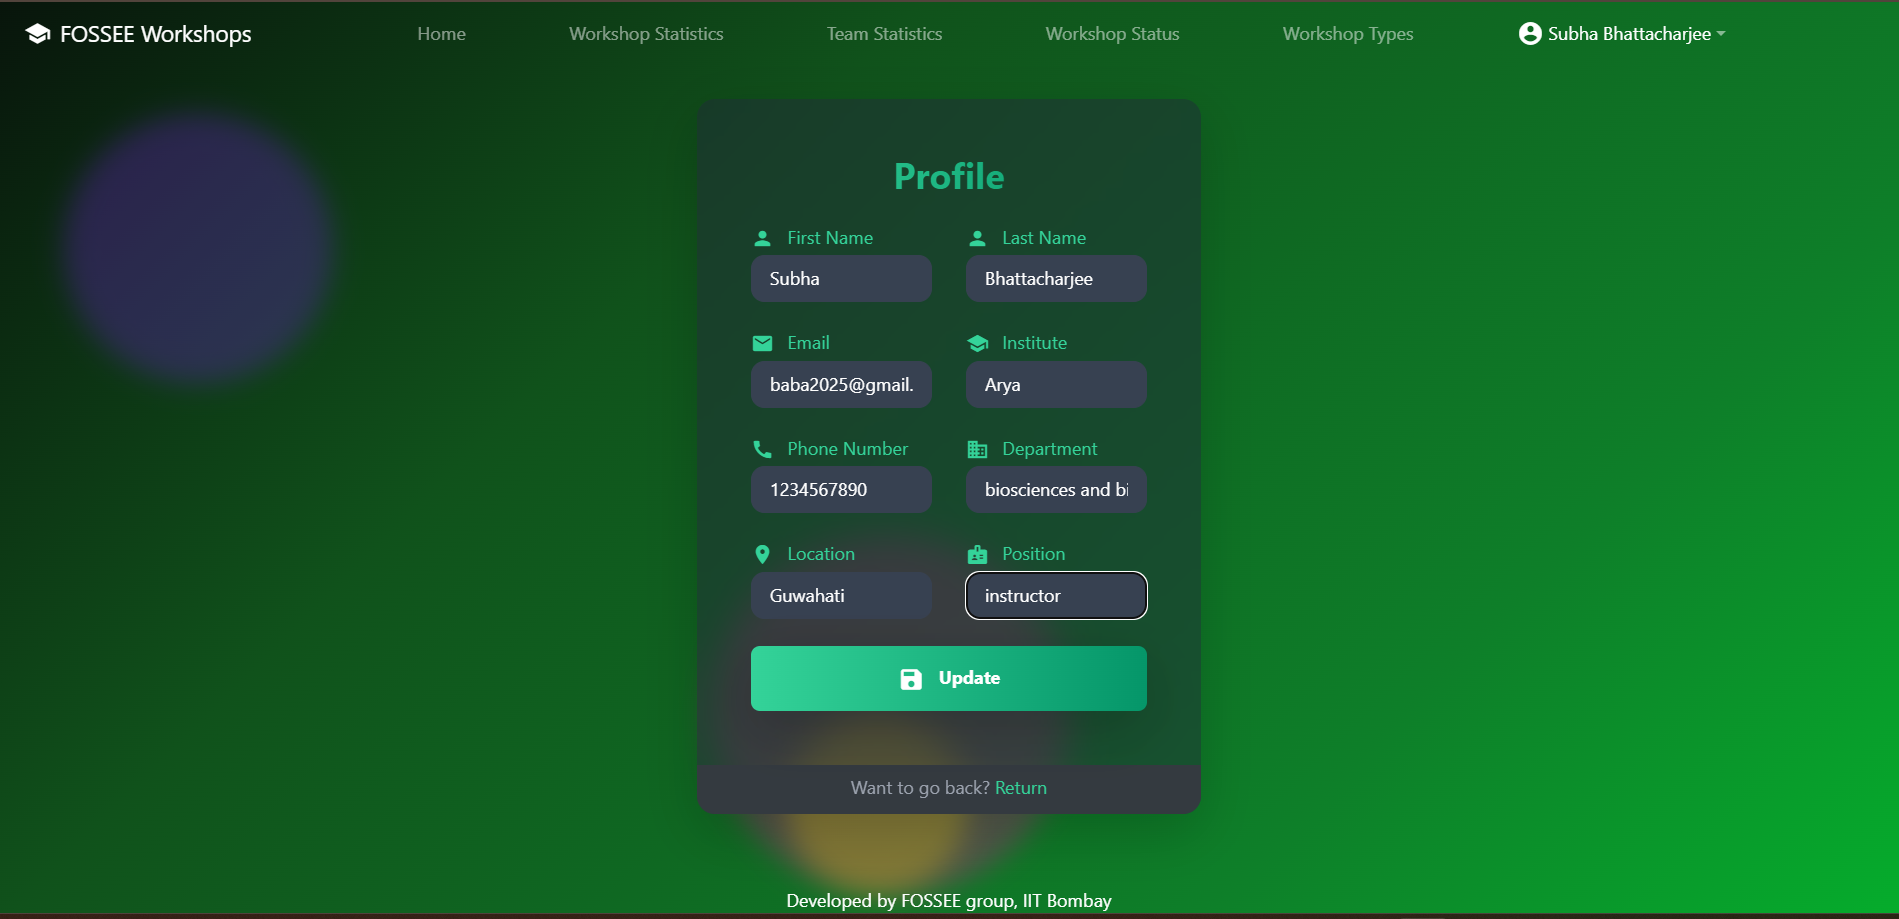 FOSSEE Workshops
Home
Workshop Statistics
Team Statistics
Workshop Status
Workshop Types
Subha Bhattacharjee
Profile
First Name
Last Name
Subha
Bhattacharjee
Email
Institute
baba2025@gmail.
Arya
Phone Number
Department
1234567890
biosciences and bi
Location
Position
Guwahati
instructor
Update
Want to go back? Return
Developed by FOSSEE group, IIT Bombay